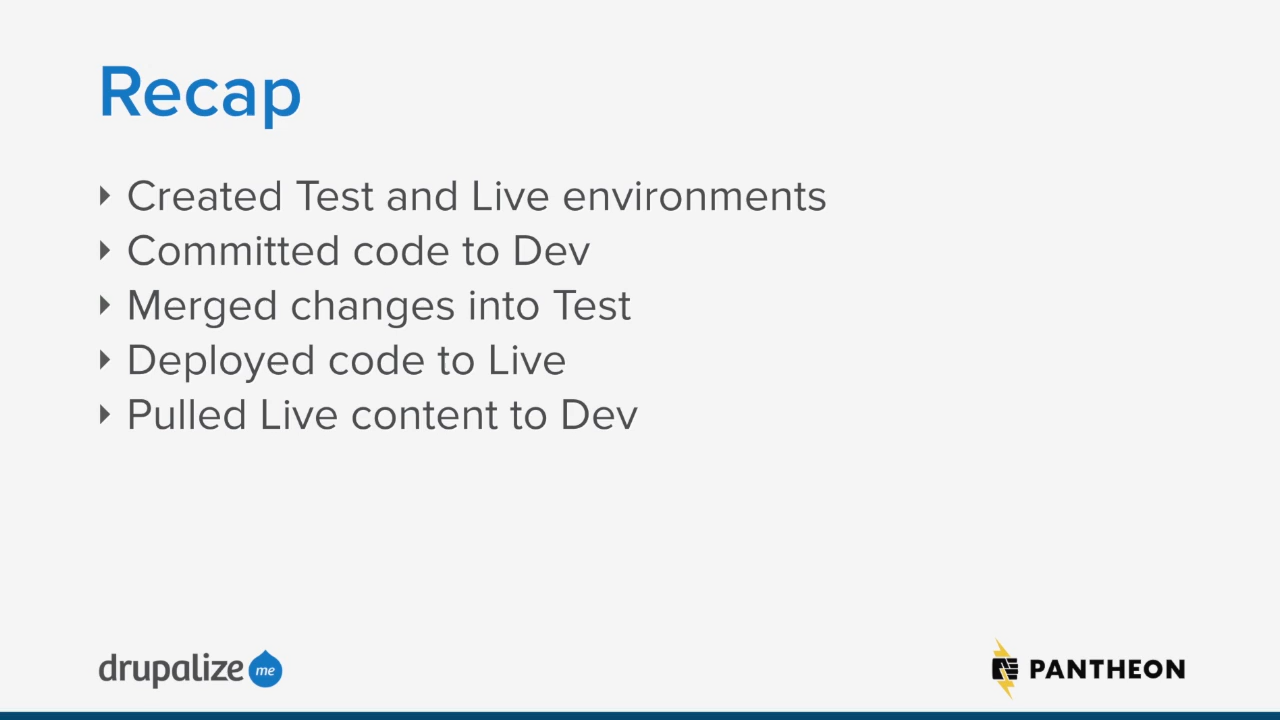 Recap
Created Test and Live environments
Committed code to Dev
Merged changes into Test
Deployed code to Live
Pulled Live content to Dev
drupalize me
PANTHEON